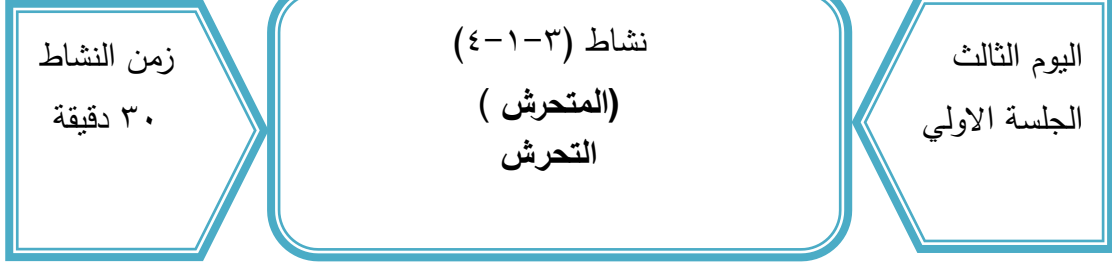 اليوم الثالث
الجلسة الاولي
نشاط (٣-١-٤)
(المتحرش )
التحرش
زمن النشاط
٣٠ دقيقة